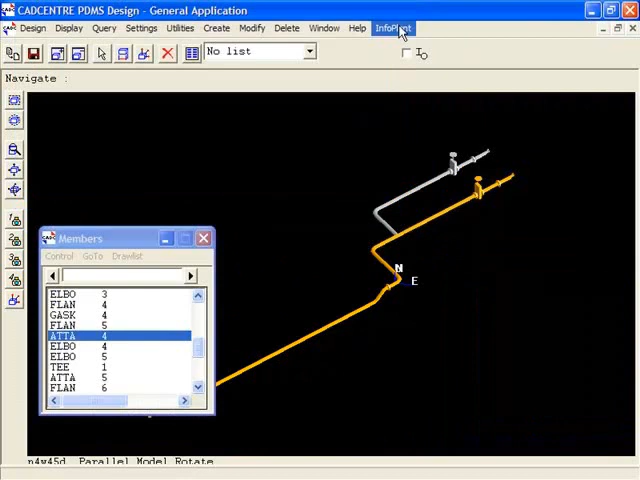 CADCENTRE PDMS Design - General Application
Design Display Query Settings Utilities Create Modify Delete Window Help InfoPlant
No list
Navigate :
N
E
Members
Control GoTo Drawlist
ELBO 3
FLAN 4
GASK 4
FLAN 5
ATTA 4
ELBO 4
ELBO 5
TEE 1
ATTA 5
FLAN 6
n4w45d Parallel Model Rotate